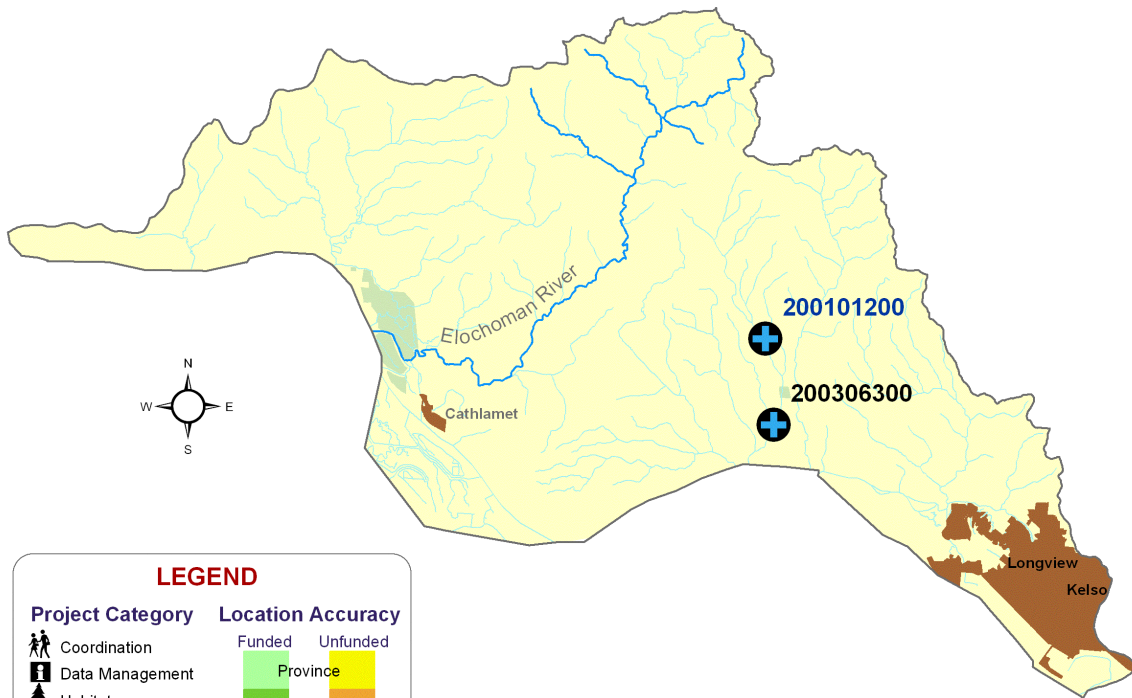 200101200
Elochoman River
200306300
N
W E
S
Cathlamet
Longview
Kelso
LEGEND
Project Category Location Accuracy
Funded Unfunded
Coordination
Province
Data Management